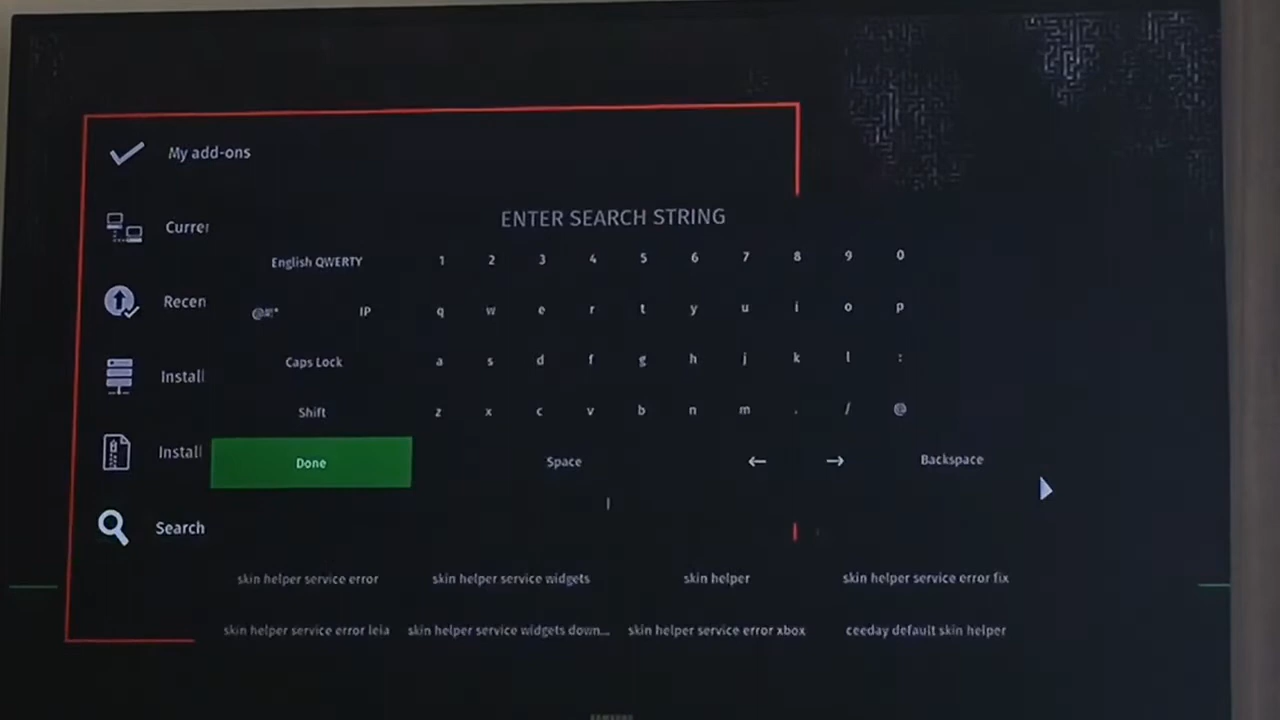 My add-ons
Curre
ENTER SEARCH STRING
English QWERTY 1 2 3 4 5 6 7 8 9 0
Recen
@#!* IP q w e r t y u i o p
Caps Lock a s d f g h j k l :
Install
Shift z x c v b n m . / @
Install
Done Space ← → Backspace
Search
skin helper service error skin helper service widgets skin helper skin helper service error fix
skin helper service error leia skin helper service widgets down... skin helper service error xbox ceeday default skin helper
SAMSUNG